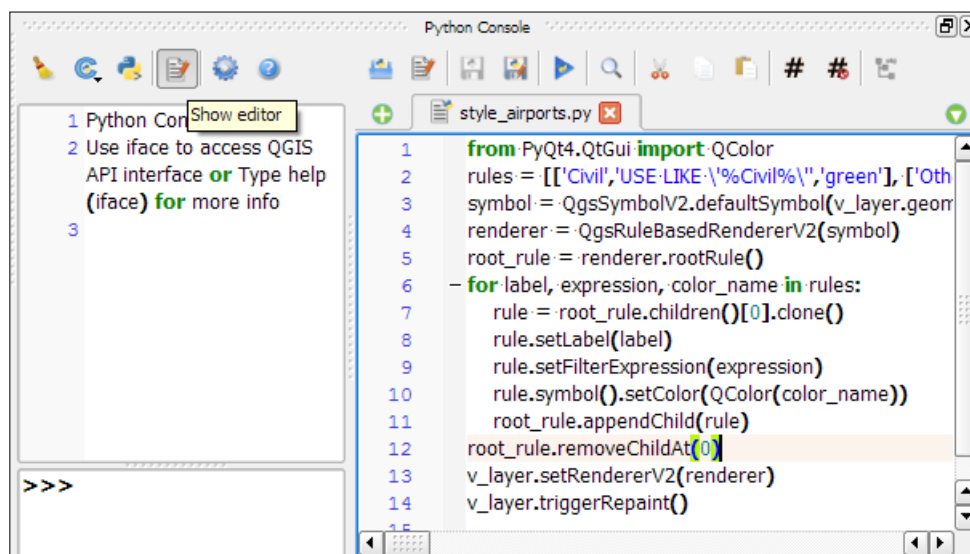 Python Console
Show editor
1 Python Con
2 Use iface to access QGIS
API interface or Type help
(iface) for more info
3
>>>
style_airports.py
1 from PyQt4.QtGui import QColor
2 rules = [['Civil','USE LIKE \'%Civil%\'','green'], ['Oth
3 symbol = QgsSymbolV2.defaultSymbol(v_layer.geom
4 renderer = QgsRuleBasedRendererV2(symbol)
5 root_rule = renderer.rootRule()
6 for label, expression, color_name in rules:
7 rule = root_rule.children()[0].clone()
8 rule.setLabel(label)
9 rule.setFilterExpression(expression)
10 rule.symbol().setColor(QColor(color_name))
11 root_rule.appendChild(rule)
12 root_rule.removeChildAt(0)
13 v_layer.setRendererV2(renderer)
14 v_layer.triggerRepaint()
15